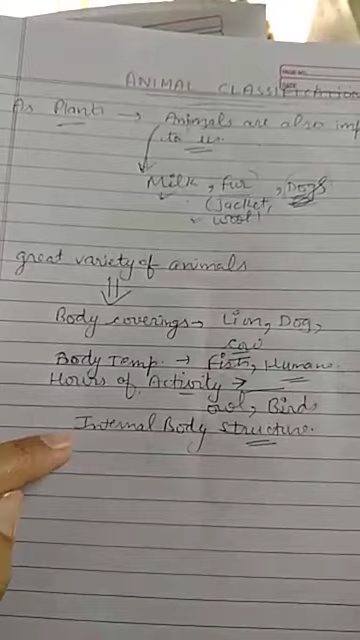 ANIMAL CLASSIFICATION
As Plants → Animals are also imp
to us
Milk, fur, Dogs
(Jacket,
wool)
great variety of animals
Body coverings → Lion, Dog,
Cow
Body Temp. → Fish, Humans.
Hours of Activity →
owl, Birds
Internal Body structure.